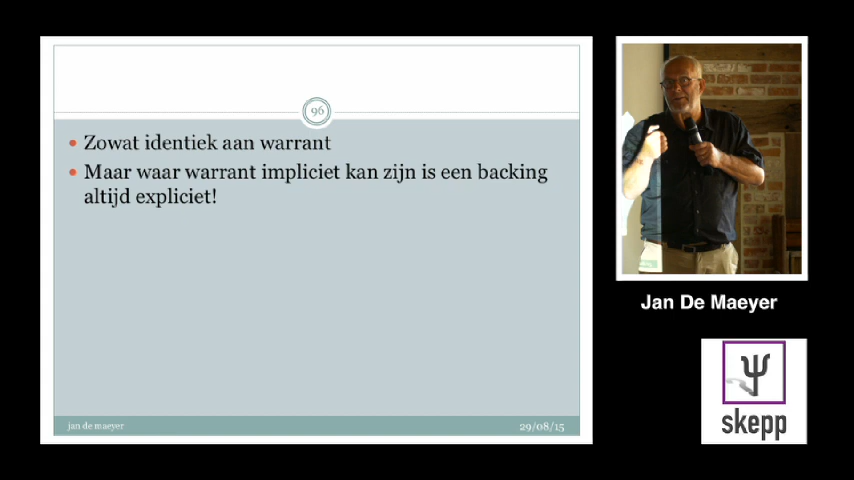 96
Zowat identiek aan warrant
Maar waar warrant impliciet kan zijn is een backing
altijd expliciet!
jan de maeyer
29/08/15
Jan De Maeyer
skepp